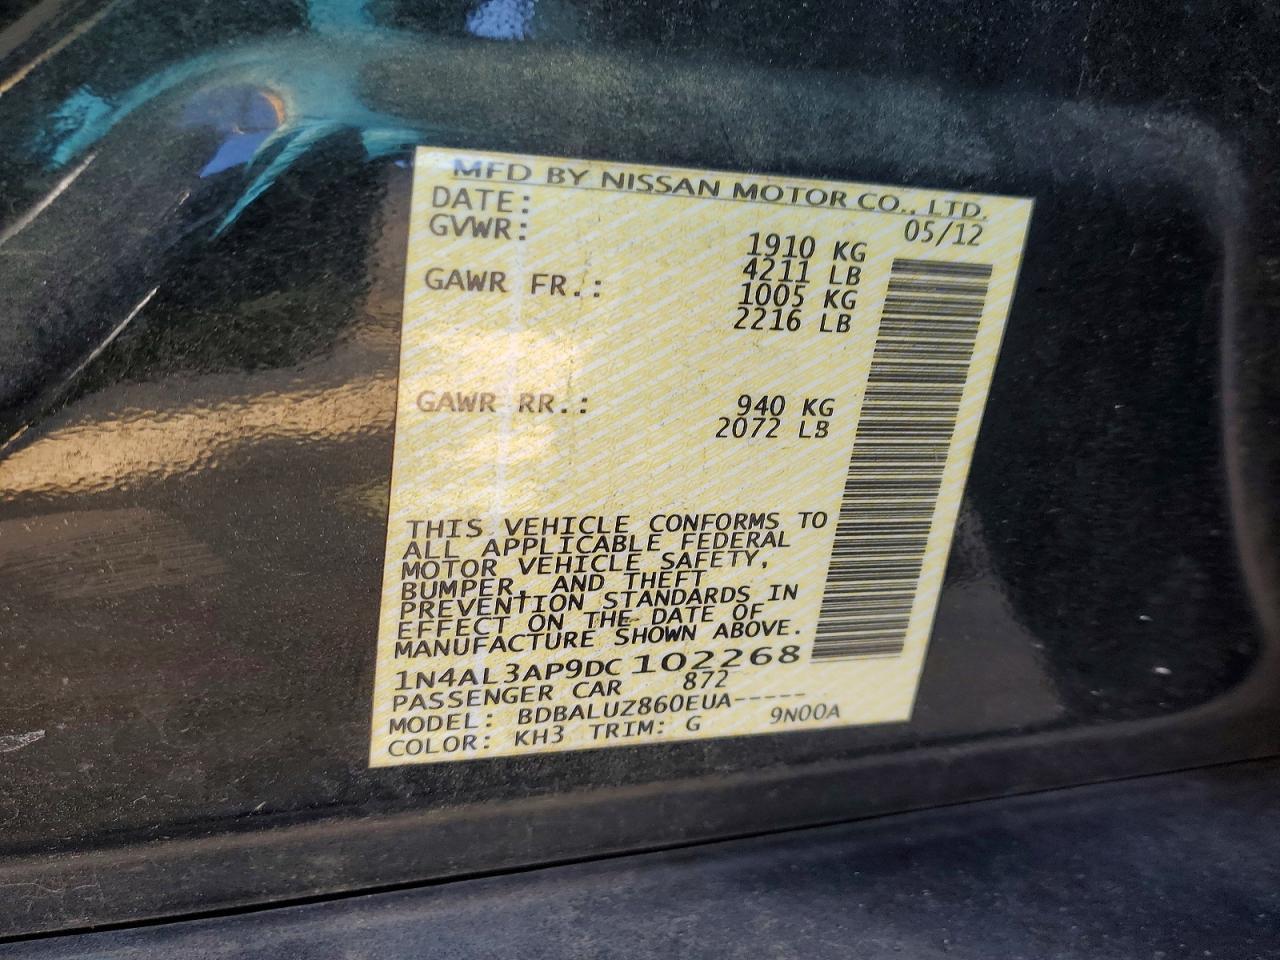 MFD BY NISSAN MOTOR CO., LTD.
DATE: 05/12
GVWR: 1910 KG
4211 LB
GAWR FR.: 1005 KG
2216 LB
GAWR RR.: 940 KG
2072 LB
THIS VEHICLE CONFORMS TO
ALL APPLICABLE FEDERAL
MOTOR VEHICLE SAFETY,
BUMPER, AND THEFT
PREVENTION STANDARDS IN
EFFECT ON THE DATE OF
MANUFACTURE SHOWN ABOVE.
1N4AL3AP9DC102268
PASSENGER CAR 872
MODEL: BDBALUZ860EUA-----
COLOR: KH3 TRIM: G 9N00A